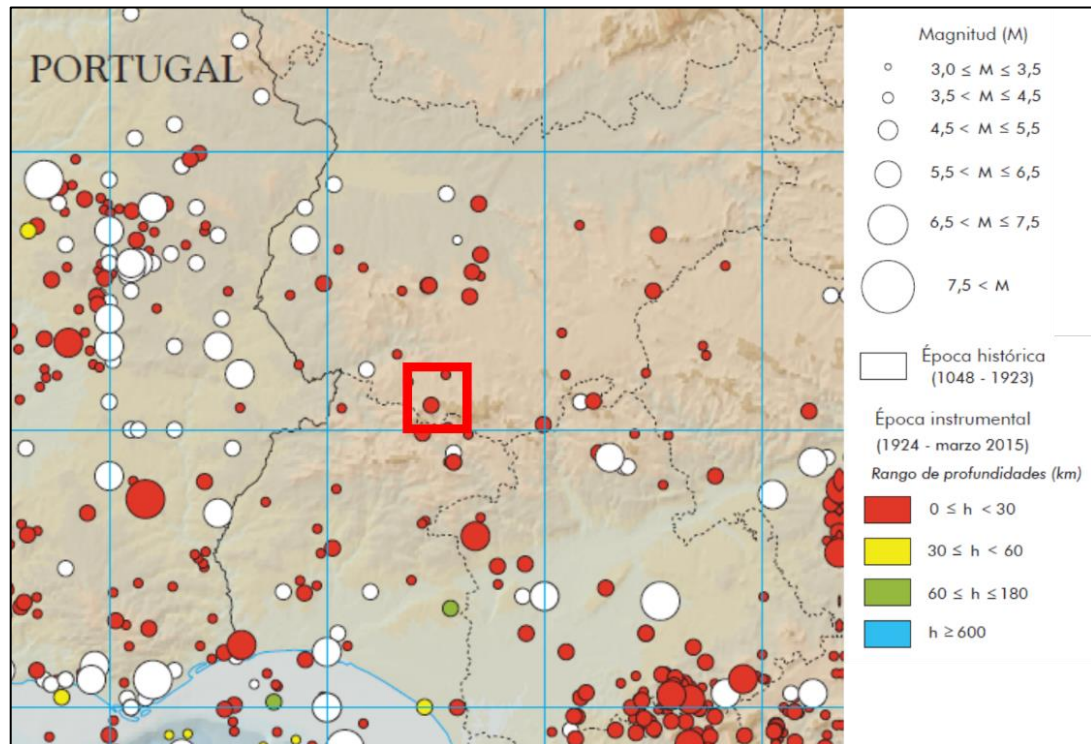 PORTUGAL
Magnitud (M)
3,0 ≤ M ≤ 3,5
3,5 < M ≤ 4,5
4,5 < M ≤ 5,5
5,5 < M ≤ 6,5
6,5 < M ≤ 7,5
7,5 < M
Época histórica
(1048 - 1923)
Época instrumental
(1924 - marzo 2015)
Rango de profundidades (km)
0 ≤ h < 30
30 ≤ h < 60
60 ≤ h ≤ 180
h ≥ 600